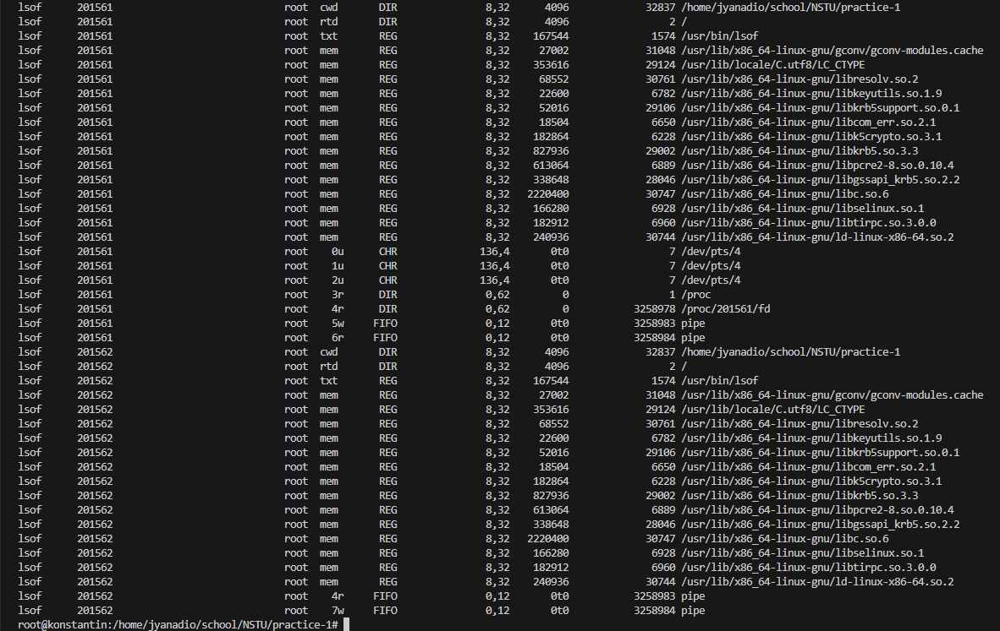 lsof 201561 root cwd DIR 8,32 4096 32837 /home/jyanadio/school/NSTU/practice-1
lsof 201561 root rtd DIR 8,32 4096 2 /
lsof 201561 root txt REG 8,32 167544 1574 /usr/bin/lsof
lsof 201561 root mem REG 8,32 27002 31048 /usr/lib/x86_64-linux-gnu/gconv/gconv-modules.cache
lsof 201561 root mem REG 8,32 353616 29124 /usr/lib/locale/C.utf8/LC_CTYPE
lsof 201561 root mem REG 8,32 68552 30761 /usr/lib/x86_64-linux-gnu/libresolv.so.2
lsof 201561 root mem REG 8,32 22600 6782 /usr/lib/x86_64-linux-gnu/libkeyutils.so.1.9
lsof 201561 root mem REG 8,32 52016 29106 /usr/lib/x86_64-linux-gnu/libkrb5support.so.0.1
lsof 201561 root mem REG 8,32 18504 6650 /usr/lib/x86_64-linux-gnu/libcom_err.so.2.1
lsof 201561 root mem REG 8,32 182864 6228 /usr/lib/x86_64-linux-gnu/libk5crypto.so.3.1
lsof 201561 root mem REG 8,32 827936 29002 /usr/lib/x86_64-linux-gnu/libkrb5.so.3.3
lsof 201561 root mem REG 8,32 613064 6889 /usr/lib/x86_64-linux-gnu/libpcre2-8.so.0.10.4
lsof 201561 root mem REG 8,32 338648 28046 /usr/lib/x86_64-linux-gnu/libgssapi_krb5.so.2.2
lsof 201561 root mem REG 8,32 2220400 30747 /usr/lib/x86_64-linux-gnu/libc.so.6
lsof 201561 root mem REG 8,32 166280 6928 /usr/lib/x86_64-linux-gnu/libselinux.so.1
lsof 201561 root mem REG 8,32 182912 6960 /usr/lib/x86_64-linux-gnu/libtirpc.so.3.0.0
lsof 201561 root mem REG 8,32 240936 30744 /usr/lib/x86_64-linux-gnu/ld-linux-x86-64.so.2
lsof 201561 root 0u CHR 136,4 0t0 7 /dev/pts/4
lsof 201561 root 1u CHR 136,4 0t0 7 /dev/pts/4
lsof 201561 root 2u CHR 136,4 0t0 7 /dev/pts/4
lsof 201561 root 3r DIR 0,62 0 1 /proc
lsof 201561 root 4r DIR 0,62 0 3258978 /proc/201561/fd
lsof 201561 root 5w FIFO 0,12 0t0 3258983 pipe
lsof 201561 root 6r FIFO 0,12 0t0 3258984 pipe
lsof 201562 root cwd DIR 8,32 4096 32837 /home/jyanadio/school/NSTU/practice-1
lsof 201562 root rtd DIR 8,32 4096 2 /
lsof 201562 root txt REG 8,32 167544 1574 /usr/bin/lsof
lsof 201562 root mem REG 8,32 27002 31048 /usr/lib/x86_64-linux-gnu/gconv/gconv-modules.cache
lsof 201562 root mem REG 8,32 353616 29124 /usr/lib/locale/C.utf8/LC_CTYPE
lsof 201562 root mem REG 8,32 68552 30761 /usr/lib/x86_64-linux-gnu/libresolv.so.2
lsof 201562 root mem REG 8,32 22600 6782 /usr/lib/x86_64-linux-gnu/libkeyutils.so.1.9
lsof 201562 root mem REG 8,32 52016 29106 /usr/lib/x86_64-linux-gnu/libkrb5support.so.0.1
lsof 201562 root mem REG 8,32 18504 6650 /usr/lib/x86_64-linux-gnu/libcom_err.so.2.1
lsof 201562 root mem REG 8,32 182864 6228 /usr/lib/x86_64-linux-gnu/libk5crypto.so.3.1
lsof 201562 root mem REG 8,32 827936 29002 /usr/lib/x86_64-linux-gnu/libkrb5.so.3.3
lsof 201562 root mem REG 8,32 613064 6889 /usr/lib/x86_64-linux-gnu/libpcre2-8.so.0.10.4
lsof 201562 root mem REG 8,32 338648 28046 /usr/lib/x86_64-linux-gnu/libgssapi_krb5.so.2.2
lsof 201562 root mem REG 8,32 2220400 30747 /usr/lib/x86_64-linux-gnu/libc.so.6
lsof 201562 root mem REG 8,32 166280 6928 /usr/lib/x86_64-linux-gnu/libselinux.so.1
lsof 201562 root mem REG 8,32 182912 6960 /usr/lib/x86_64-linux-gnu/libtirpc.so.3.0.0
lsof 201562 root mem REG 8,32 240936 30744 /usr/lib/x86_64-linux-gnu/ld-linux-x86-64.so.2
lsof 201562 root 4r FIFO 0,12 0t0 3258983 pipe
lsof 201562 root 7w FIFO 0,12 0t0 3258984 pipe
root@konstantin:/home/jyanadio/school/NSTU/practice-1#